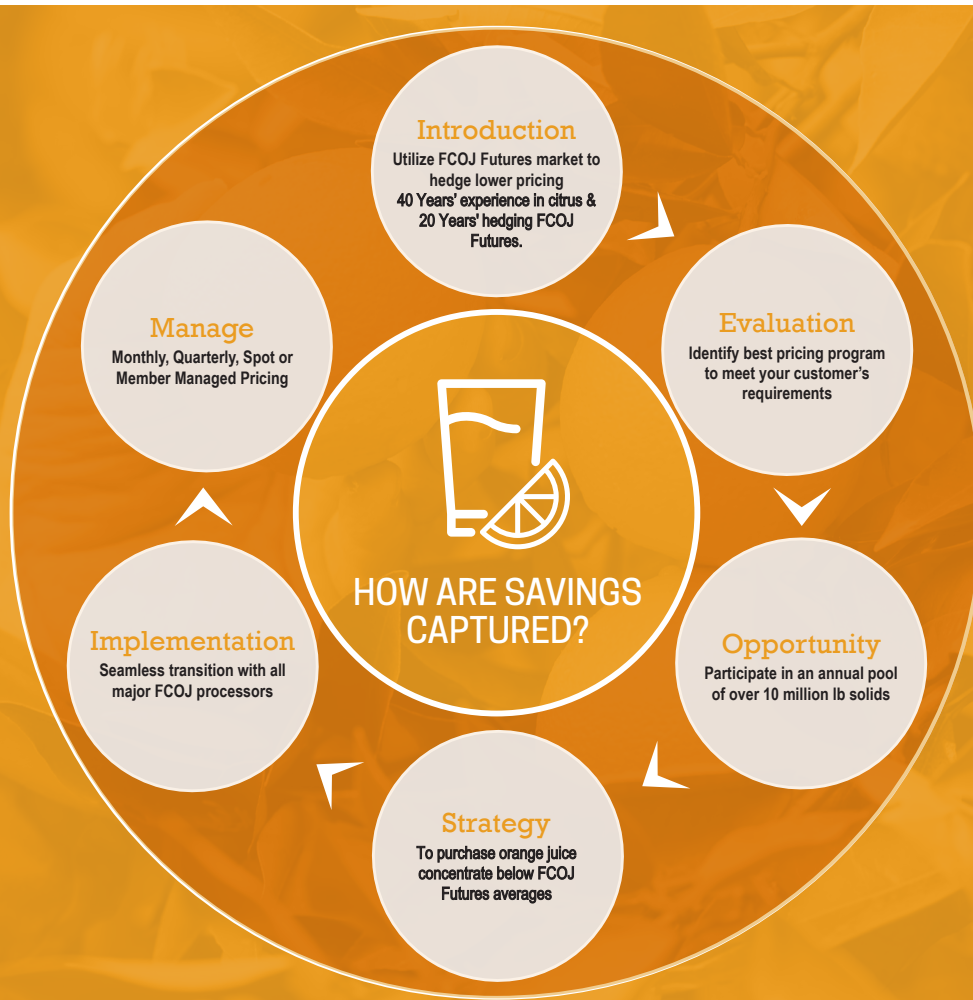 Introduction
Utilize FCOJ Futures market to
hedge lower pricing
40 Years' experience in citrus &
20 Years' hedging FCOJ
Futures.
Evaluation
Identify best pricing program
to meet your customer's
requirements
Opportunity
Participate in an annual pool
of over 10 million lb solids
Strategy
To purchase orange juice
concentrate below FCOJ
Futures averages
Implementation
Seamless transition with all
major FCOJ processors
Manage
Monthly, Quarterly, Spot or
Member Managed Pricing
HOW ARE SAVINGS
CAPTURED?